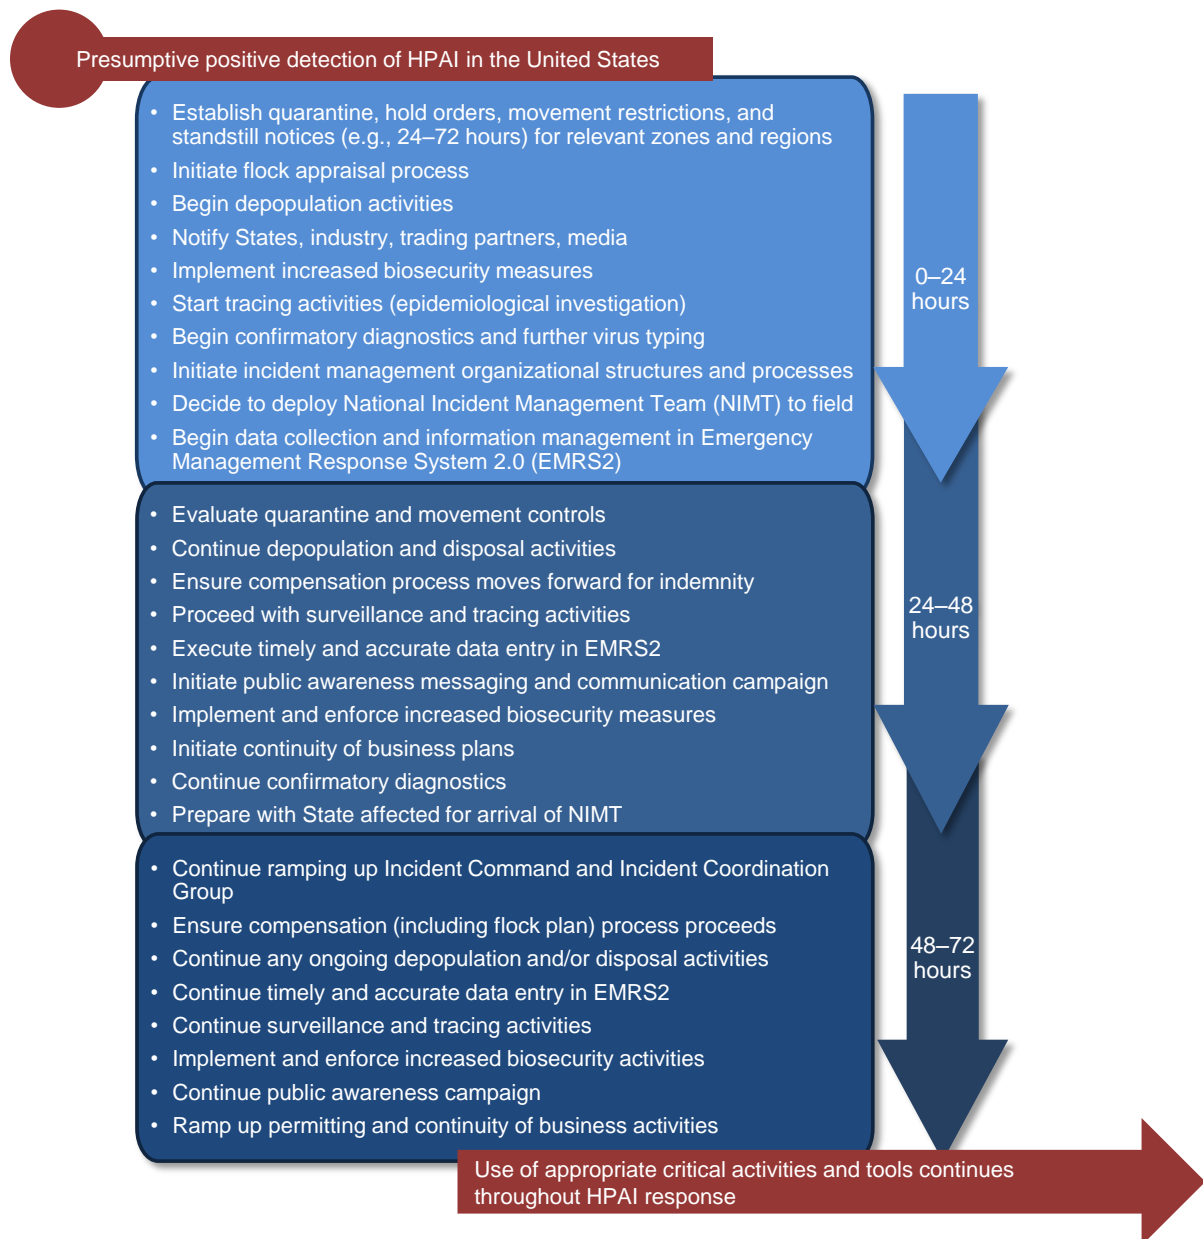 Presumptive positive detection of HPAI in the United States
• Establish quarantine, hold orders, movement restrictions, and
standstill notices (e.g., 24–72 hours) for relevant zones and regions
• Initiate flock appraisal process
• Begin depopulation activities
• Notify States, industry, trading partners, media
• Implement increased biosecurity measures
• Start tracing activities (epidemiological investigation)
• Begin confirmatory diagnostics and further virus typing
• Initiate incident management organizational structures and processes
• Decide to deploy National Incident Management Team (NIMT) to field
• Begin data collection and information management in Emergency
Management Response System 2.0 (EMRS2)
0–24
hours
• Evaluate quarantine and movement controls
• Continue depopulation and disposal activities
• Ensure compensation process moves forward for indemnity
• Proceed with surveillance and tracing activities
• Execute timely and accurate data entry in EMRS2
• Initiate public awareness messaging and communication campaign
• Implement and enforce increased biosecurity measures
• Initiate continuity of business plans
• Continue confirmatory diagnostics
• Prepare with State affected for arrival of NIMT
24–48
hours
• Continue ramping up Incident Command and Incident Coordination
Group
• Ensure compensation (including flock plan) process proceeds
• Continue any ongoing depopulation and/or disposal activities
• Continue timely and accurate data entry in EMRS2
• Continue surveillance and tracing activities
• Implement and enforce increased biosecurity activities
• Continue public awareness campaign
• Ramp up permitting and continuity of business activities
48–72
hours
Use of appropriate critical activities and tools continues
throughout HPAI response